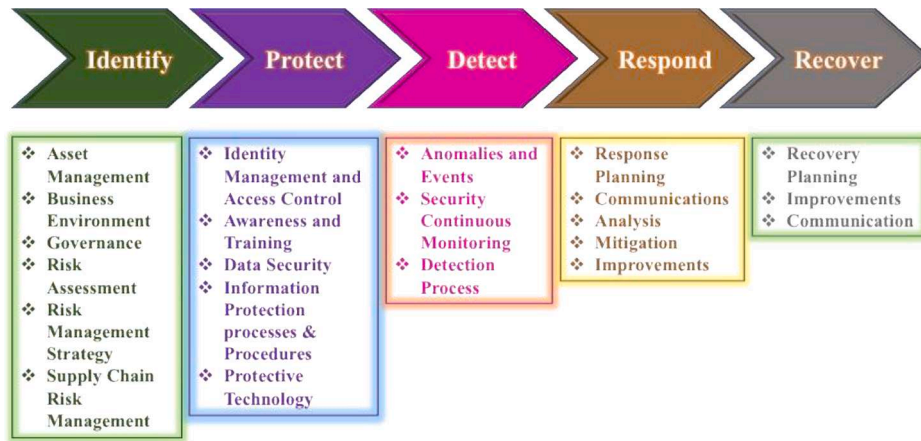 Identify
Protect
Detect
Respond
Recover
Asset
Management
Business
Environment
Governance
Risk
Assessment
Risk
Management
Strategy
Supply Chain
Risk
Management
Identity
Management and
Access Control
Awareness and
Training
Data Security
Information
Protection
processes &
Procedures
Protective
Technology
Anomalies and
Events
Security
Continuous
Monitoring
Detection
Process
Response
Planning
Communications
Analysis
Mitigation
Improvements
Recovery
Planning
Improvements
Communication